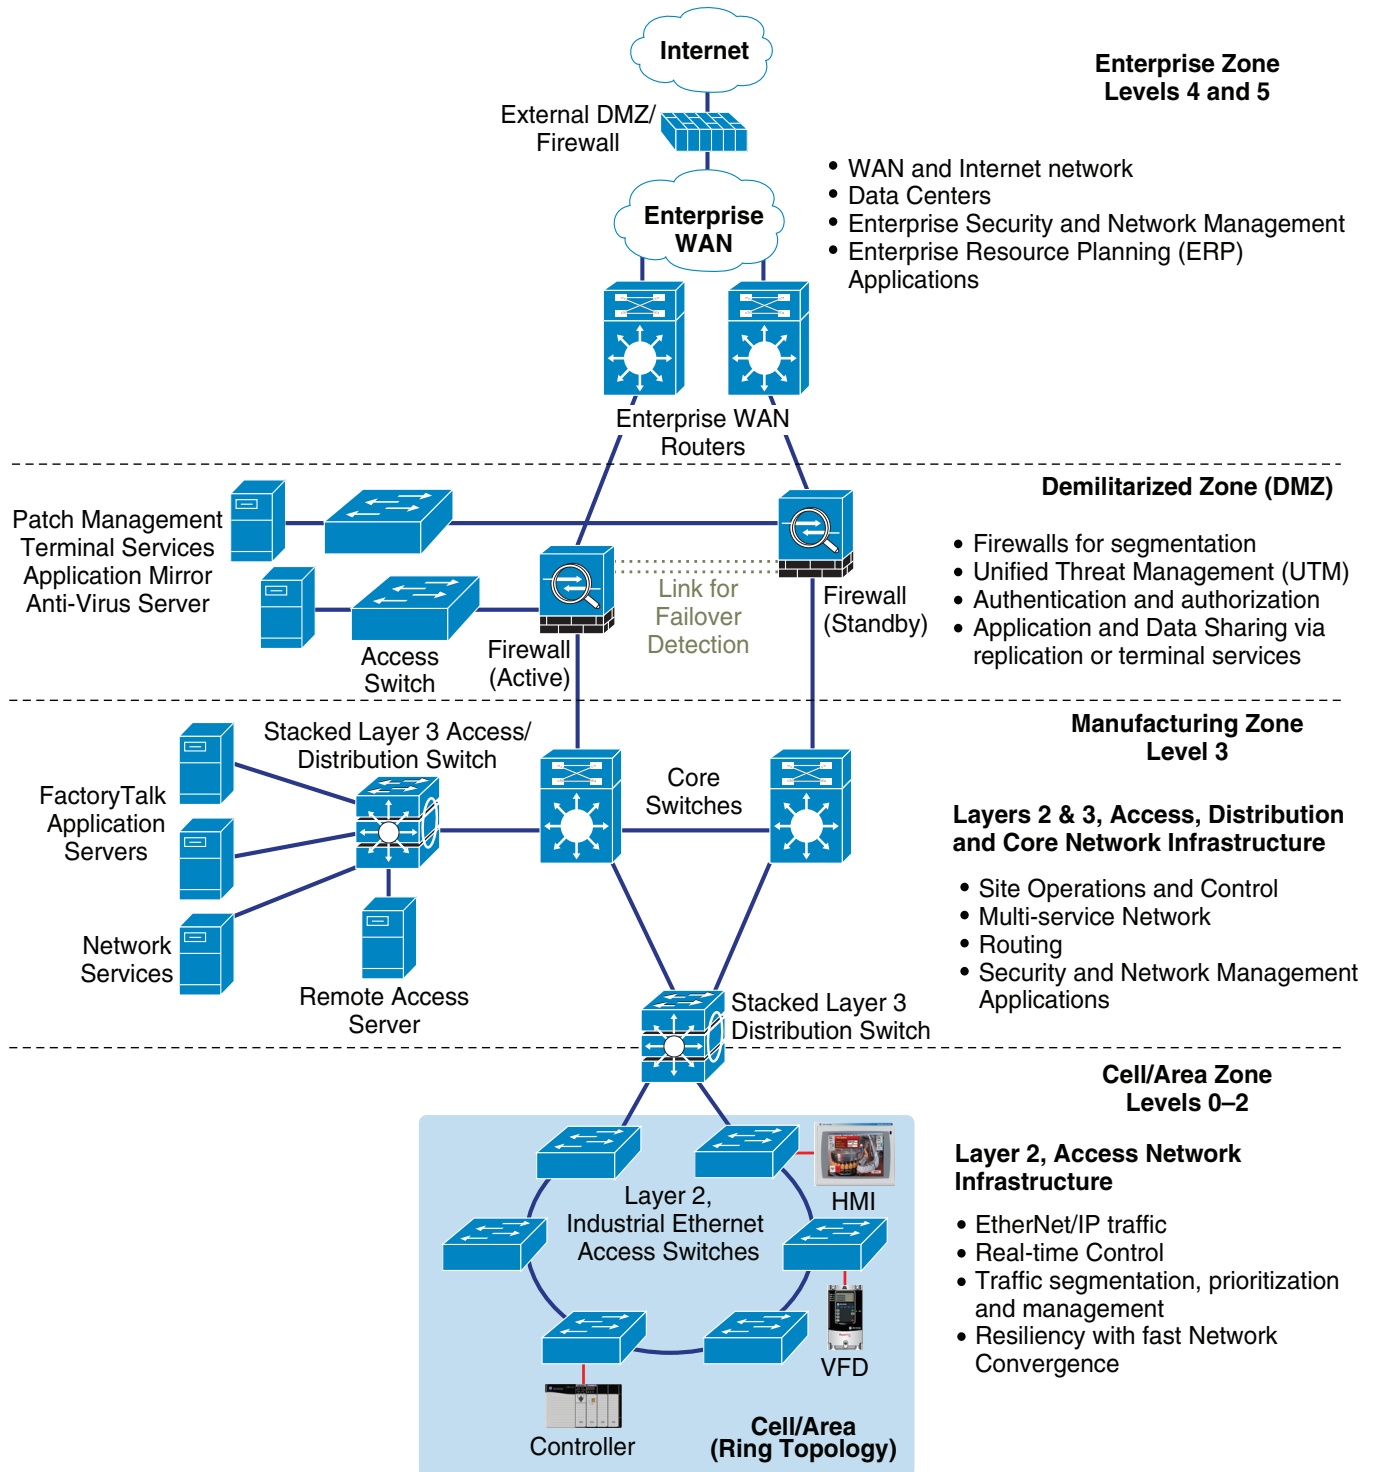 Internet
Enterprise Zone
Levels 4 and 5
External DMZ/
Firewall
• WAN and Internet network
• Data Centers
• Enterprise Security and Network Management
• Enterprise Resource Planning (ERP)
Applications
Enterprise
WAN
Enterprise WAN
Routers
Demilitarized Zone (DMZ)
Patch Management
Terminal Services
Application Mirror
Anti-Virus Server
• Firewalls for segmentation
• Unified Threat Management (UTM)
• Authentication and authorization
• Application and Data Sharing via
replication or terminal services
Link for
Failover
Detection
Firewall
(Standby)
Access
Switch
Firewall
(Active)
Manufacturing Zone
Level 3
Stacked Layer 3 Access/
Distribution Switch
Core
Switches
FactoryTalk
Application
Servers
Layers 2 & 3, Access, Distribution
and Core Network Infrastructure
• Site Operations and Control
• Multi-service Network
• Routing
• Security and Network Management
Applications
Network
Services
Remote Access
Server
Stacked Layer 3
Distribution Switch
Cell/Area Zone
Levels 0–2
Layer 2, Access Network
Infrastructure
• EtherNet/IP traffic
• Real-time Control
• Traffic segmentation, prioritization
and management
• Resiliency with fast Network
Convergence
HMI
Layer 2,
Industrial Ethernet
Access Switches
VFD
Controller
Cell/Area
(Ring Topology)